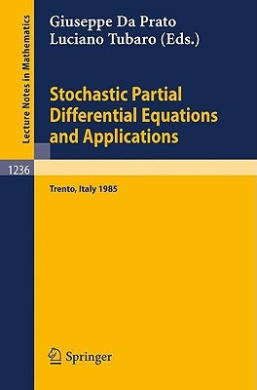 Giuseppe Da Prato
Luciano Tubaro (Eds.)
Lecture Notes in Mathematics
1236
Stochastic Partial
Differential Equations
and Applications
Trento, Italy 1985
Springer